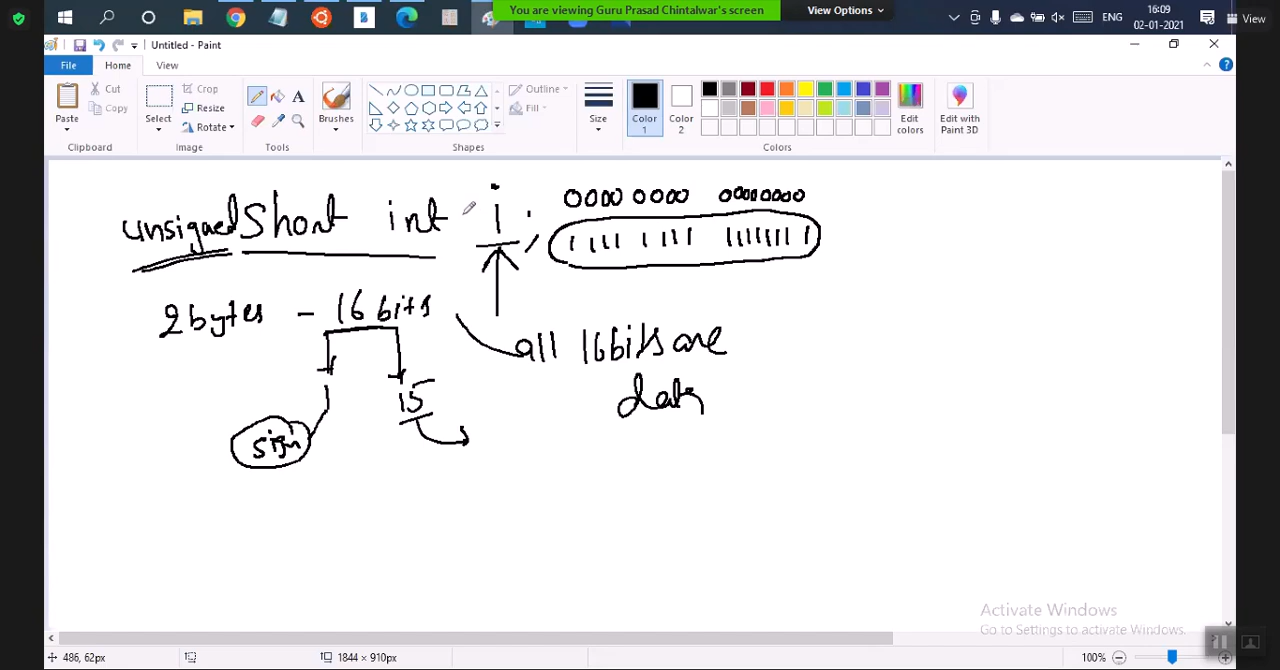 You are viewing Guru Prasad Chintalwar's screen
View Options
ENG
16:09
02-01-2021
View
Untitled - Paint
File Home View
Paste
Cut
Copy
Clipboard
Select
Crop
Resize
Rotate
Image
Tools
Brushes
Shapes
Outline
Fill
Size
Color 1
Color 2
Edit colors
Edit with Paint 3D
Colors
unsigned Short int i;
0000 0000 00000000
1111 1111 11111111
2bytes - 16 bits
all 16bits are
data
1
15
sign
Activate Windows
Go to Settings to activate Windows.
486, 62px
1844 × 910px
100%